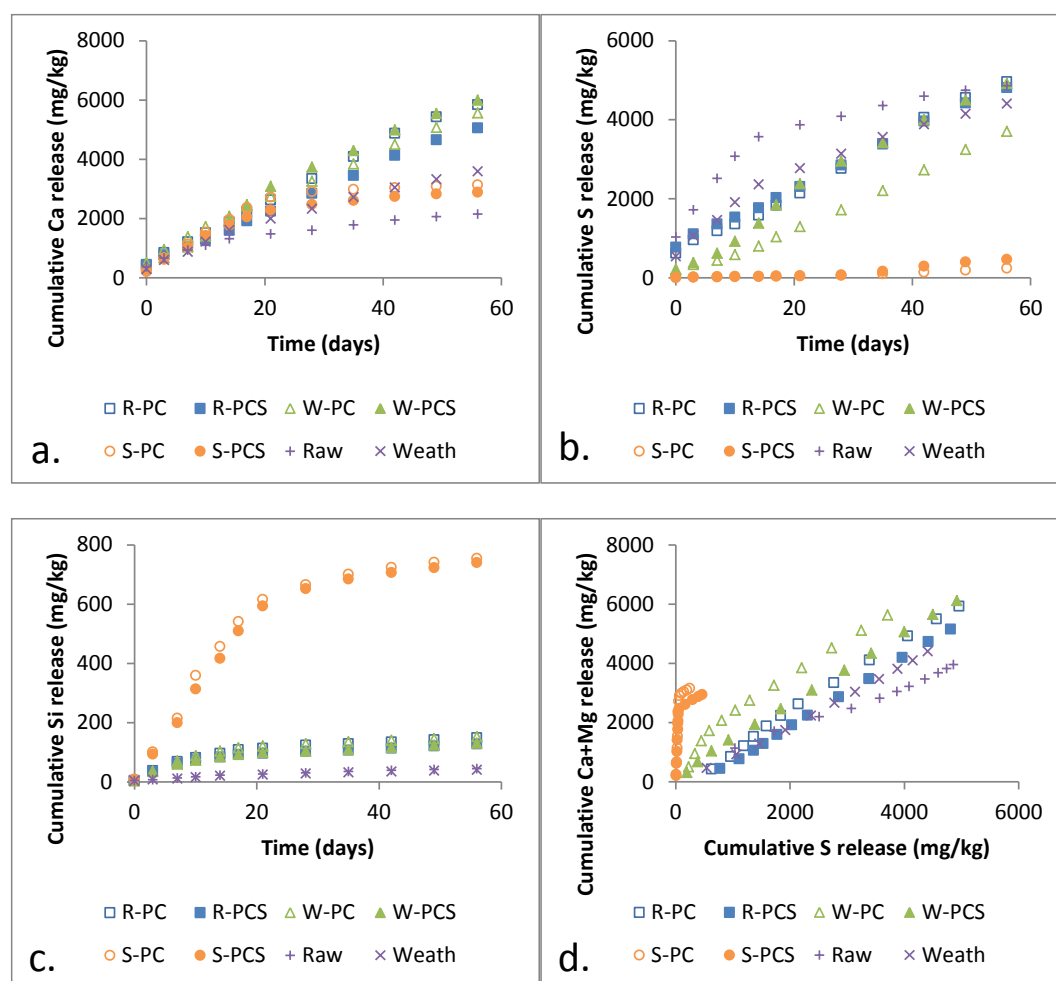 Cumulative Ca release (mg/kg)
8000
6000
4000
2000
0
0 20 40 60
Time (days)
R-PC R-PCS W-PC W-PCS
S-PC S-PCS Raw Weath
a.
Cumulative S release (mg/kg)
6000
4000
2000
0
0 20 40 60
Time (days)
R-PC R-PCS W-PC W-PCS
S-PC S-PCS Raw Weath
b.
Cumulative Si release (mg/kg)
800
600
400
200
0
0 20 40 60
Time (days)
R-PC R-PCS W-PC W-PCS
S-PC S-PCS Raw Weath
c.
Cumulative Ca+Mg release (mg/kg)
8000
6000
4000
2000
0
0 2000 4000 6000
Cumulative S release (mg/kg)
R-PC R-PCS W-PC W-PCS
S-PC S-PCS Raw Weath
d.